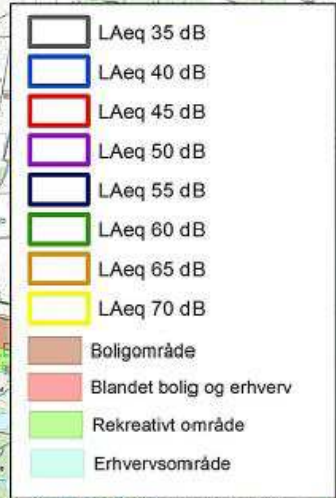 LAeq 35 dB
LAeq 40 dB
LAeq 45 dB
LAeq 50 dB
LAeq 55 dB
LAeq 60 dB
LAeq 65 dB
LAeq 70 dB
Boligområde
Blandet bolig og erhverv
Rekreativt område
Erhvervsområde